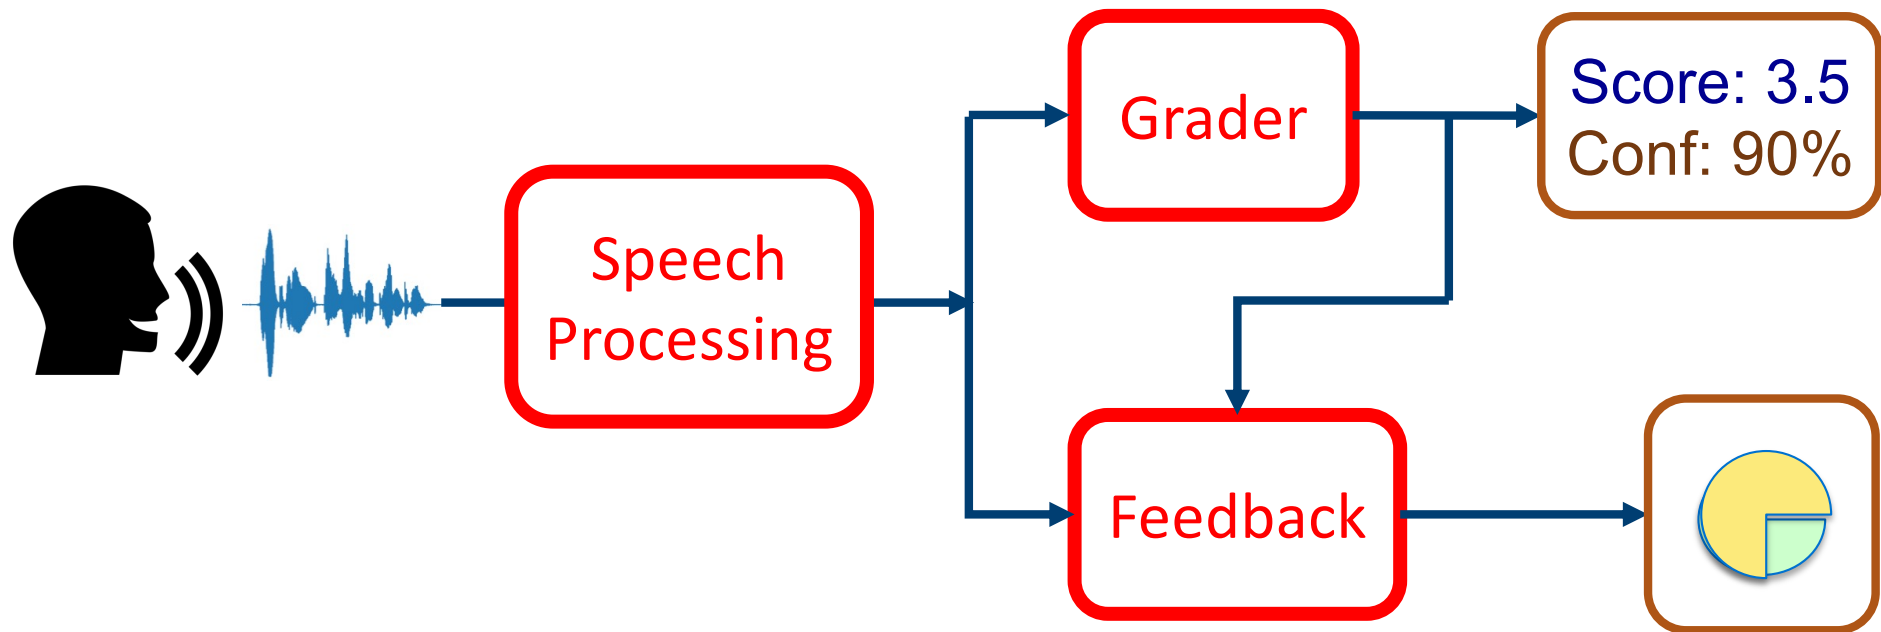 Speech
Processing
Grader
Score: 3.5
Conf: 90%
Feedback